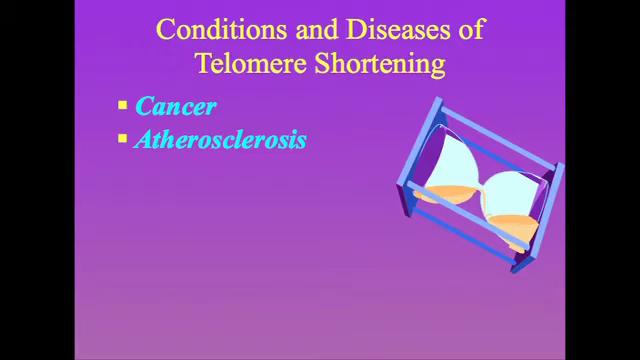 Conditions and Diseases of
Telomere Shortening
Cancer
Atherosclerosis